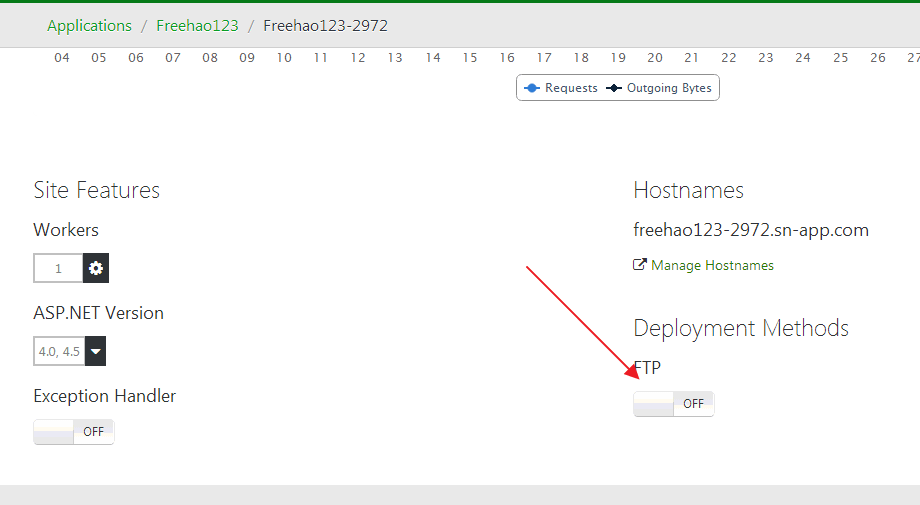 Applications / Freehao123 / Freehao123-2972
04 05 06 07 08 09 10 11 12 13 14 15 16 17 18 19 20 21 22 23 24 25 26 27
Requests Outgoing Bytes
Site Features
Workers
1
ASP.NET Version
4.0, 4.5
Exception Handler
OFF
Hostnames
freehao123-2972.sn-app.com
Manage Hostnames
Deployment Methods
FTP
OFF